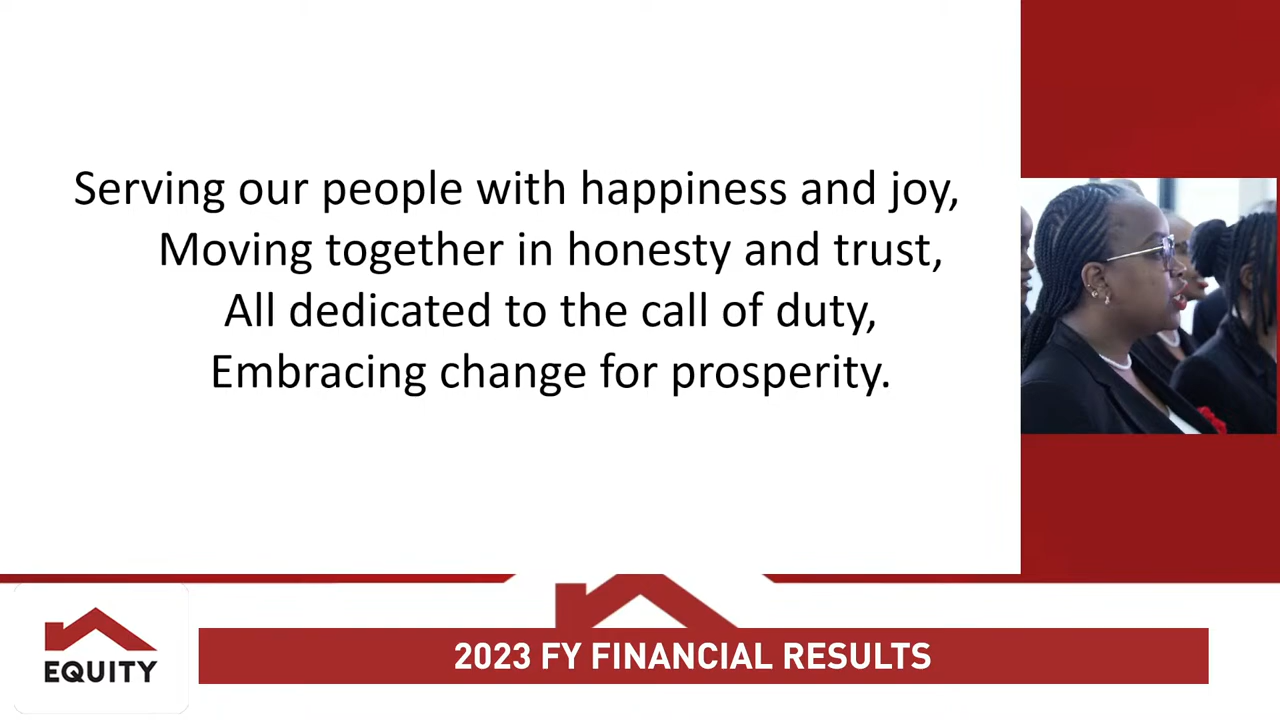 Serving our people with happiness and joy,
Moving together in honesty and trust,
All dedicated to the call of duty,
Embracing change for prosperity.
EQUITY
2023 FY FINANCIAL RESULTS